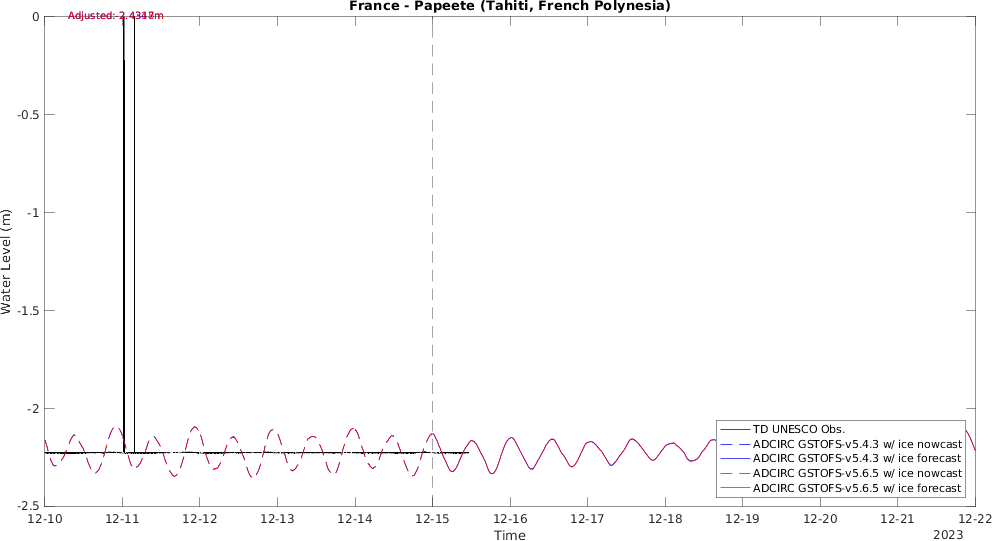 France - Papeete (Tahiti, French Polynesia)
Adjusted:
0
-0.5
-1
-1.5
-2
-2.5
Water Level (m)
12-10 12-11 12-12 12-13 12-14 12-15 12-16 12-17 12-18 12-19 12-20 12-21 12-22
Time
2023
TD UNESCO Obs.
ADCIRC GSTOFS-v5.4.3 w/ ice nowcast
ADCIRC GSTOFS-v5.4.3 w/ ice forecast
ADCIRC GSTOFS-v5.6.5 w/ ice nowcast
ADCIRC GSTOFS-v5.6.5 w/ ice forecast